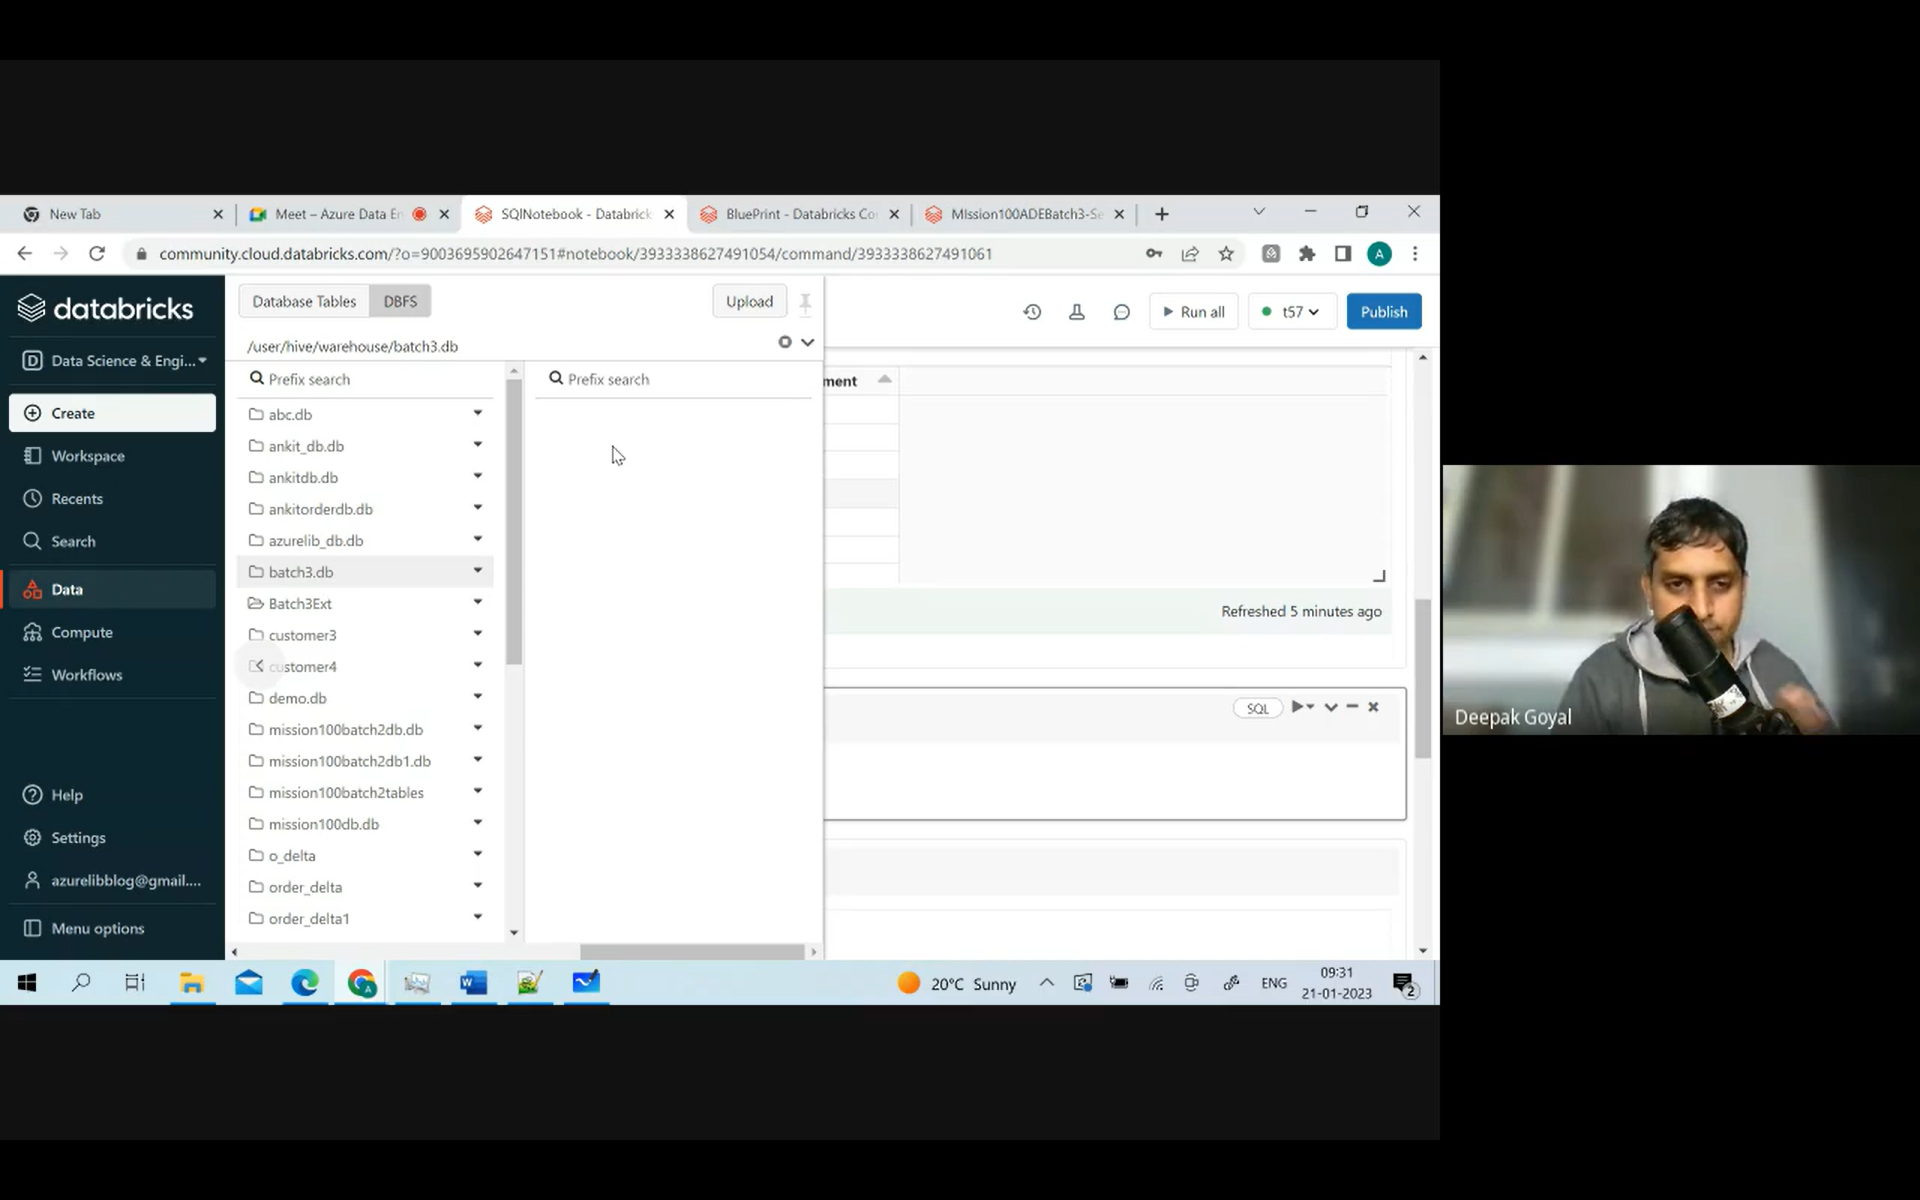 New Tab
Meet – Azure Data En
SQlNotebook - Databrick
BluePrint - Databricks Co
MIssion100ADEBatch3-Se
community.cloud.databricks.com/?o=9003695902647151#notebook/3933338627491054/command/3933338627491061
A
databricks
Database Tables
DBFS
Upload
Run all
t57
Publish
/user/hive/warehouse/batch3.db
D
Data Science & Engi...
Prefix search
Prefix search
ment
Create
abc.db
Workspace
ankit_db.db
Recents
ankitdb.db
ankitorderdb.db
Search
azurelib_db.db
batch3.db
Data
Batch3Ext
Refreshed 5 minutes ago
Compute
customer3
Workflows
customer4
demo.db
SQL
mission100batch2db.db
mission100batch2db1.db
Help
mission100batch2tables
Settings
mission100db.db
o_delta
azurelibblog@gmail....
order_delta
Menu options
order_delta1
20°C Sunny
ENG
09:31
21-01-2023
2
Deepak Goyal